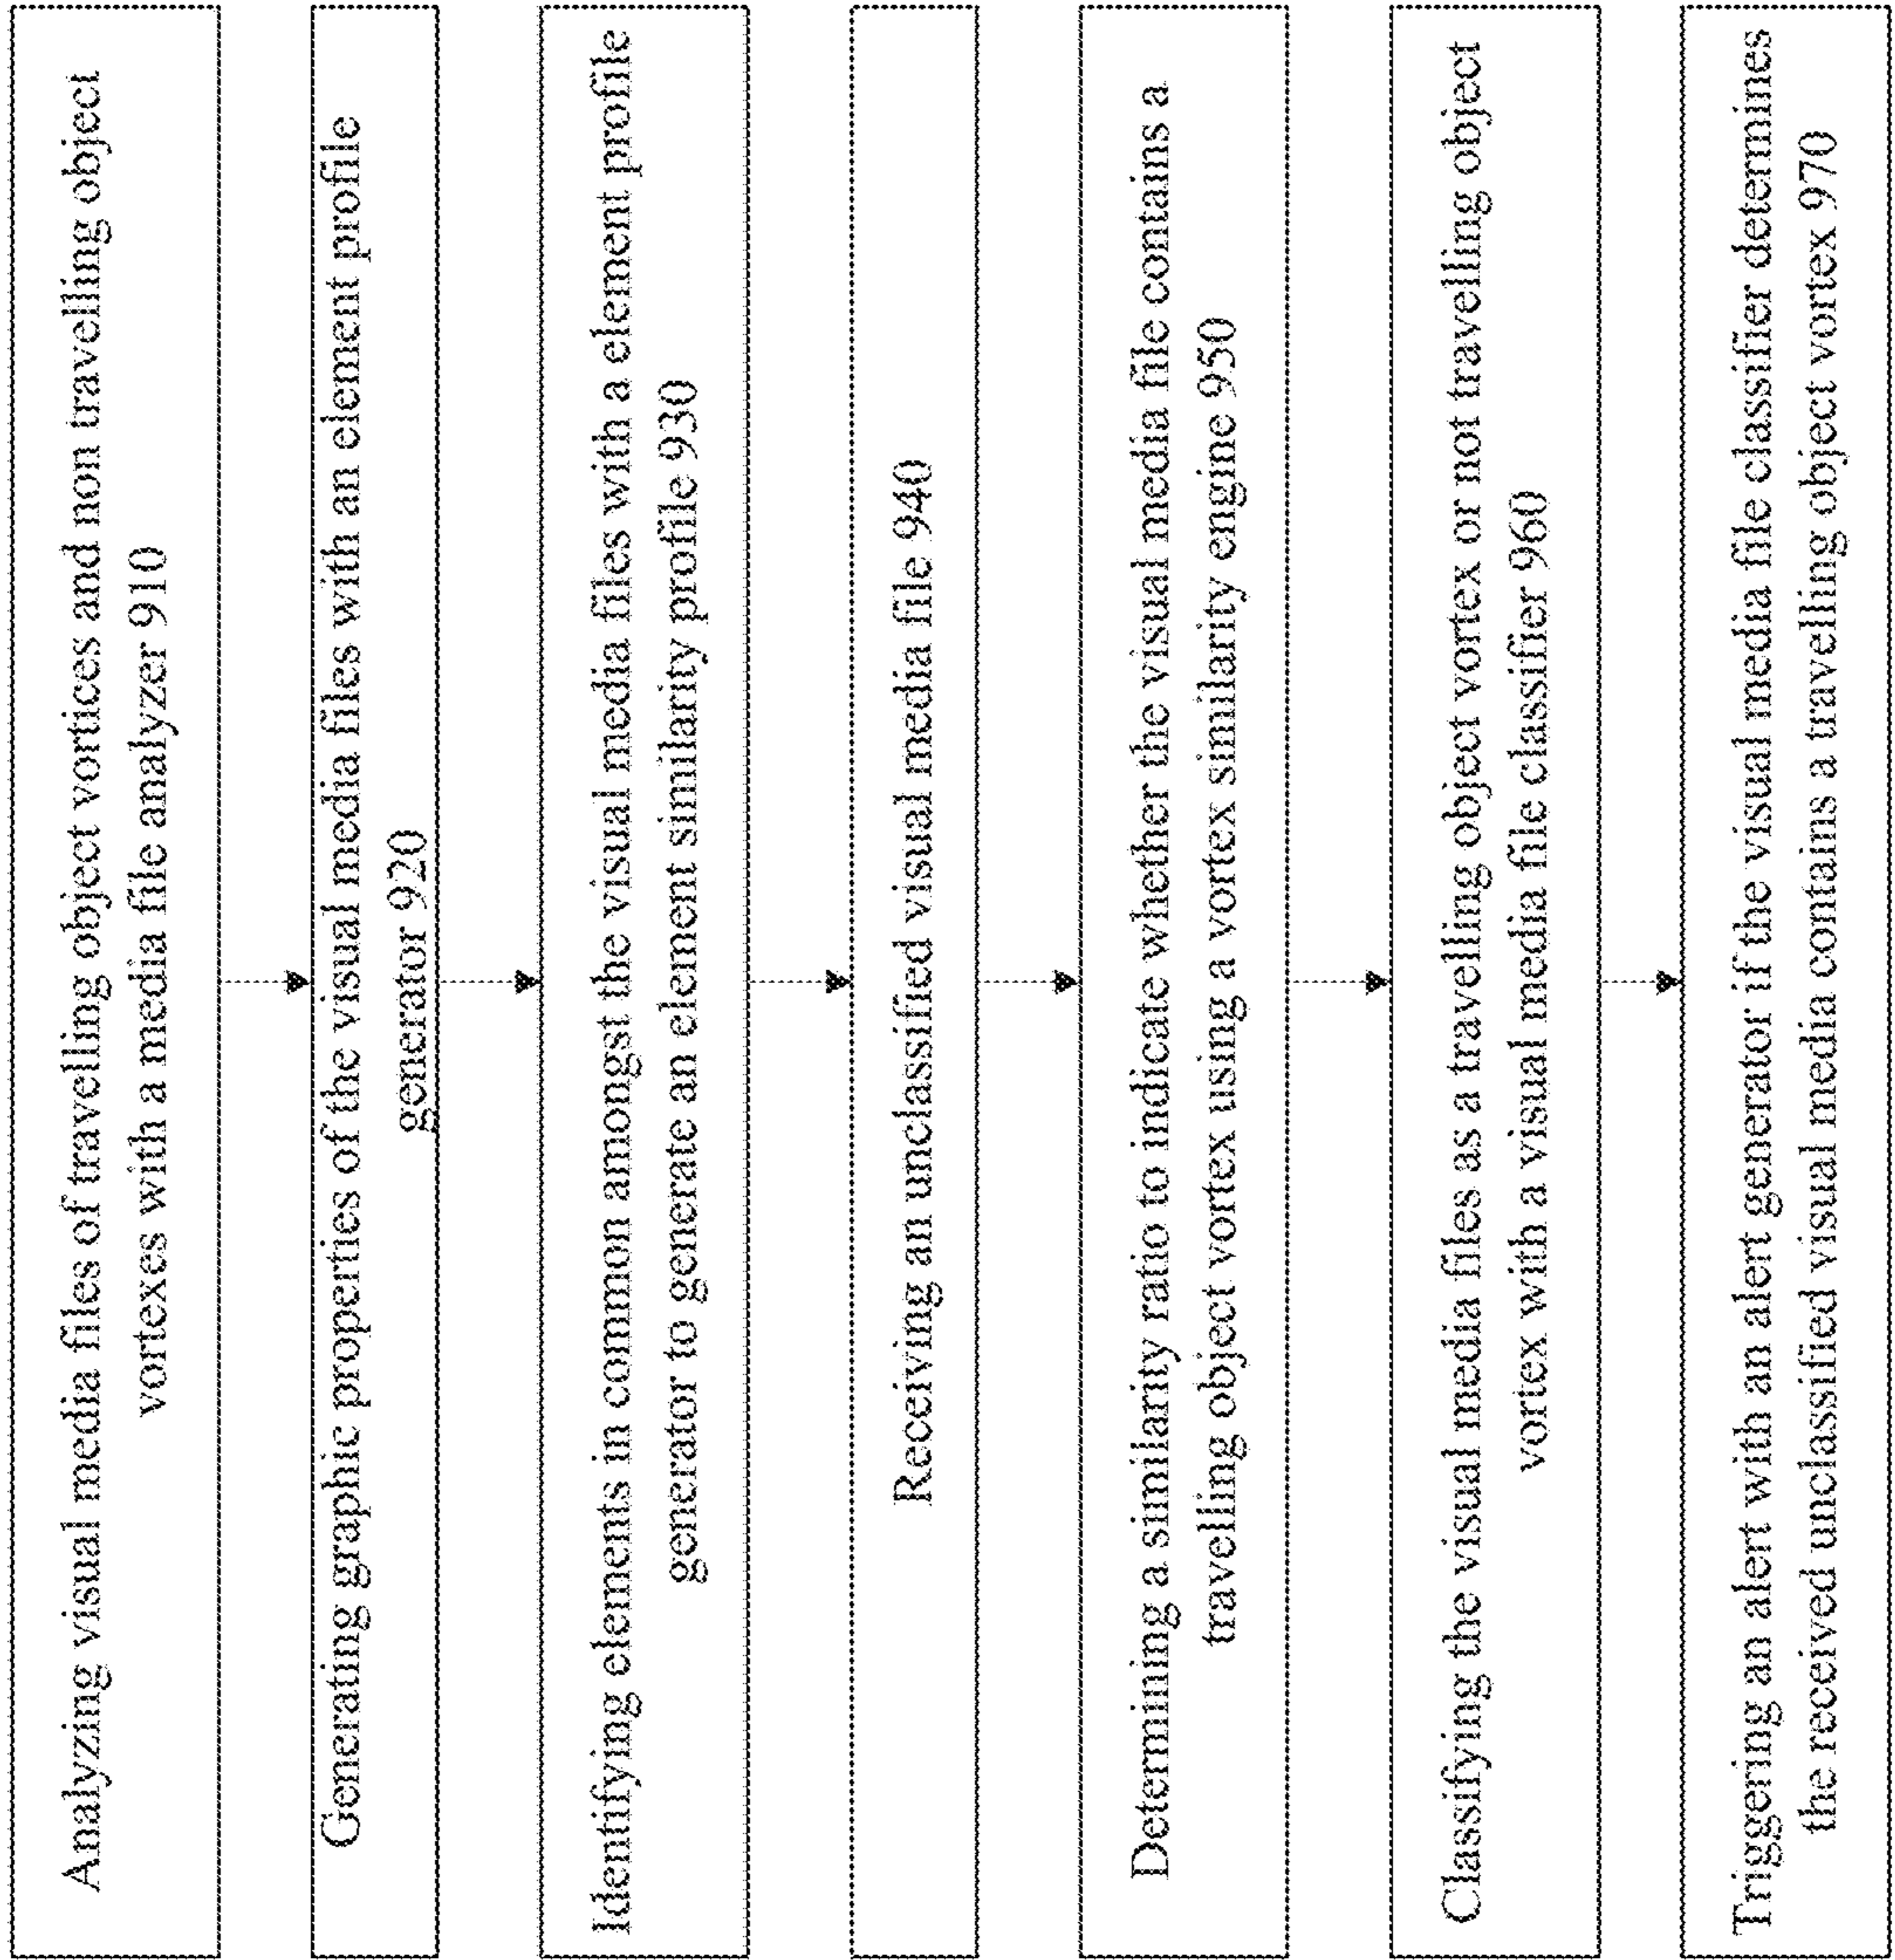 Analyzing visual media files of travelling object vortices and non travelling object
vortexes with a media file analyzer 910
Generating graphic properties of the visual media files with an element profile
generator 920
Identifying elements in common amongst the visual media files with a element profile
generator to generate an element similarity profile 930
Receiving an unclassified visual media file 940
Determining a similarity ratio to indicate whether the visual media file contains a
travelling object vortex using a vortex similarity engine 950
Classifying the visual media files as a travelling object vortex or not travelling object
vortex with a visual media file classifier 960
Triggering an alert with an alert generator if the visual media file classifier determines
the received unclassified visual media contains a travelling object vortex 970